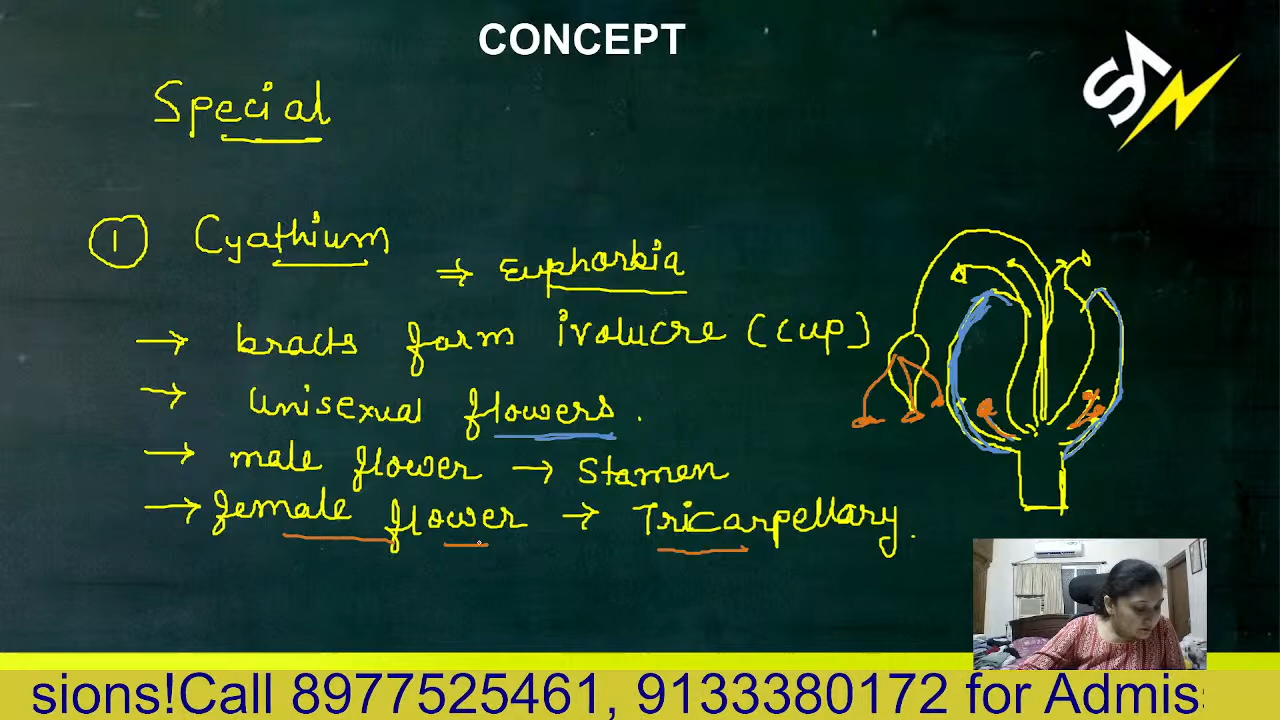 CONCEPT
SAN
Special
1 Cyathium
⇒ Euphorbia
→ bracts form ivolucre (cup)
→ unisexual flowers.
→ male flower → Stamen
→ female flower → Tricarpellary.
sions!Call 8977525461, 9133380172 for Admis